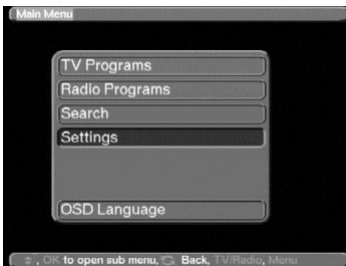 Main Menu
TV Programs
Radio Programs
Search
Settings
OSD Language
, OK to open sub menu, Back, TV/Radio, Menu